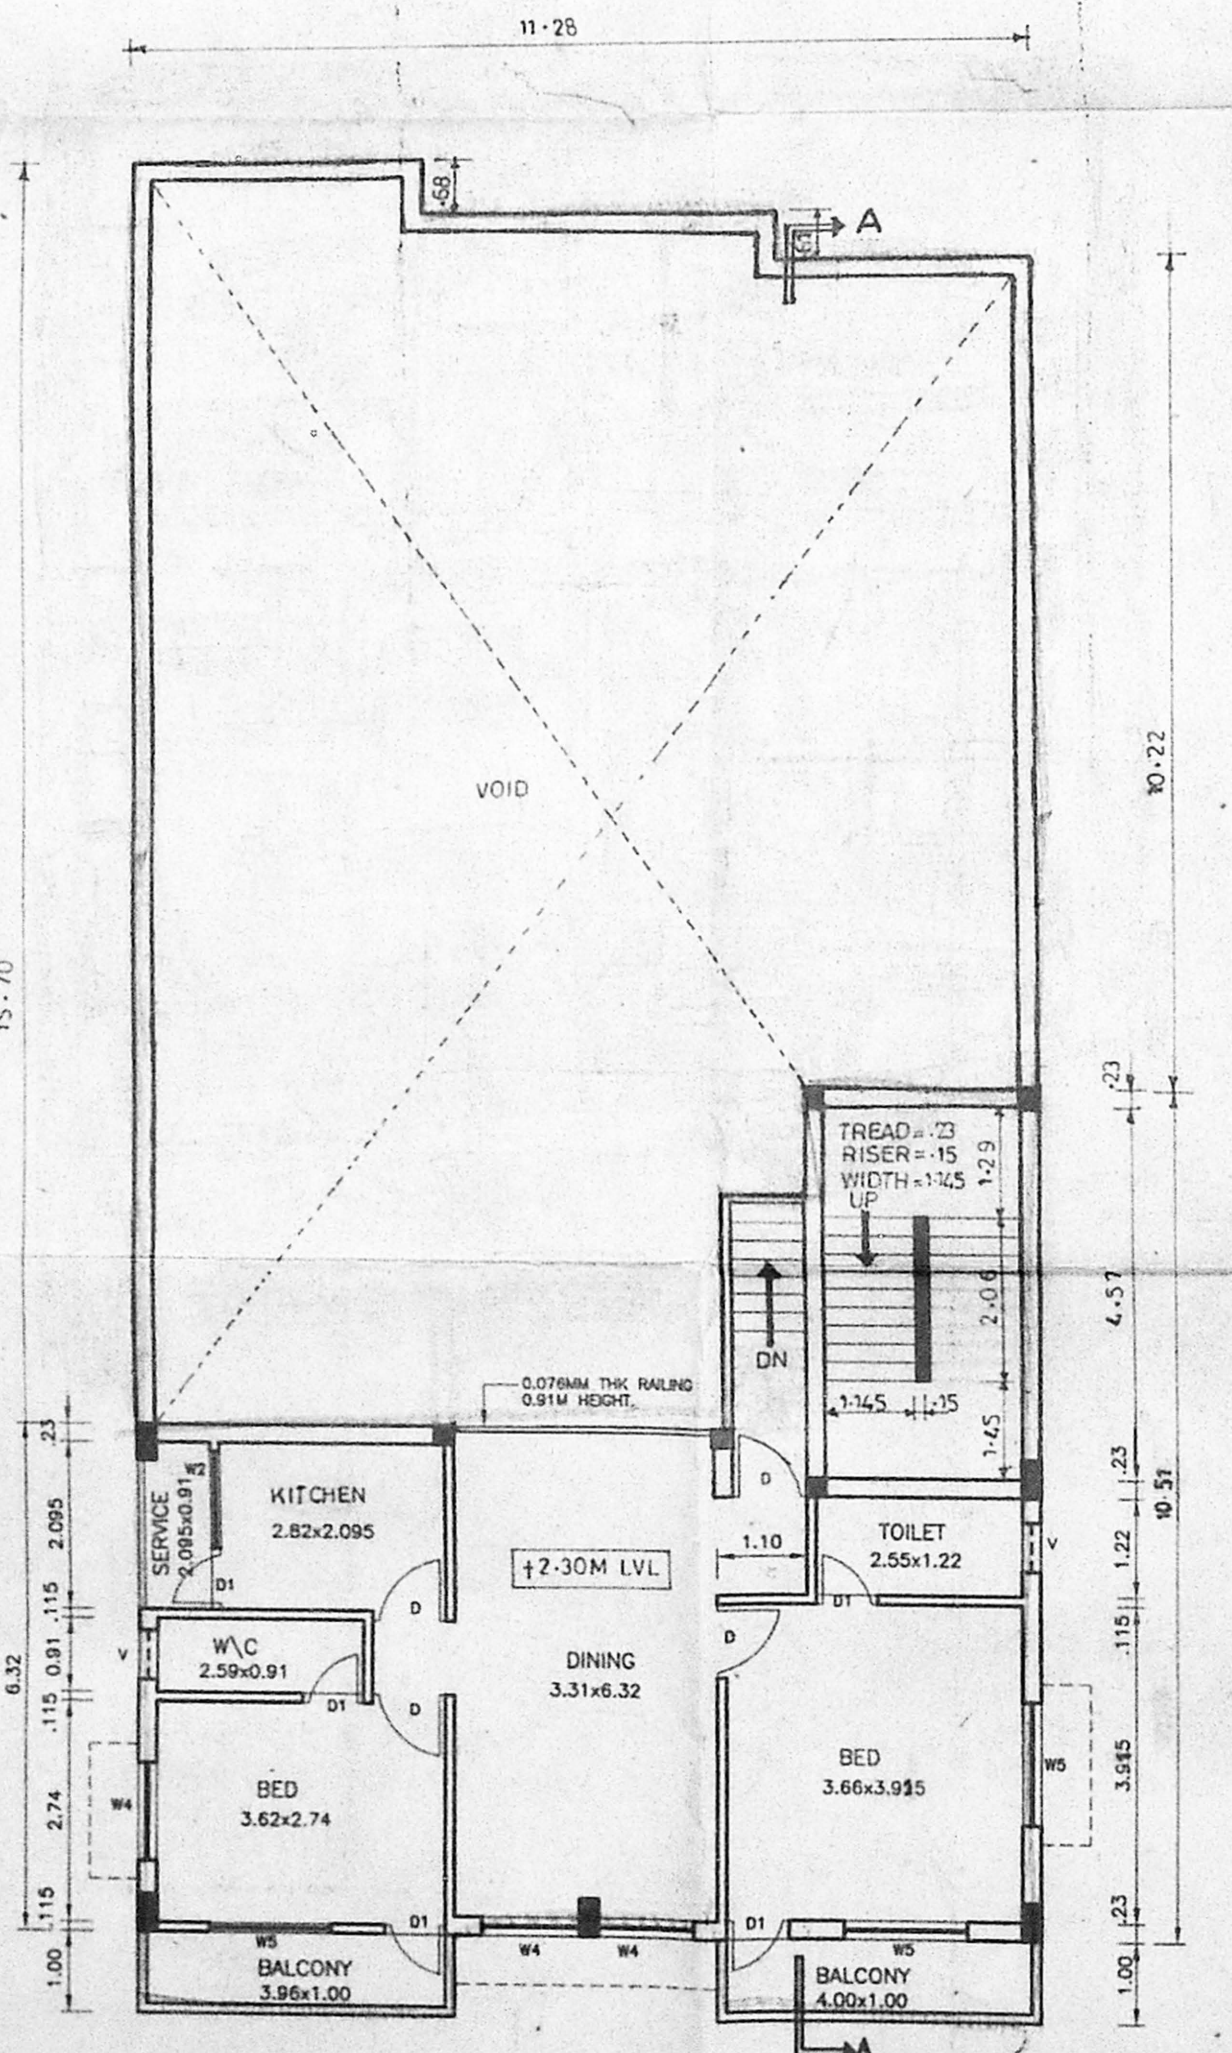 11·28
.68
A
.61
10·22
VOID
.23
TREAD=.23
RISER=.15
WIDTH=1.145
UP
1.29
2.06
4.57
DN
0.076MM THK RAILING
0.91M HEIGHT.
1.145
.15
1.45
.23
.23
10.51
W3
SERVICE
2.095x0.91
KITCHEN
2.82x2.095
D
TOILET
2.55x1.22
V
1.22
2.095
+2.30M LVL
1.10
D1
D
D1
.115
.115
W\C
2.59x0.91
V
0.91
6.32
D
DINING
3.31x6.32
D1
D
.115
BED
3.62x2.74
W4
2.74
BED
3.66x3.915
W5
3.915
.115
D1
D1
.23
W5
W4
W4
W5
BALCONY
3.96x1.00
1.00
BALCONY
4.00x1.00
1.00